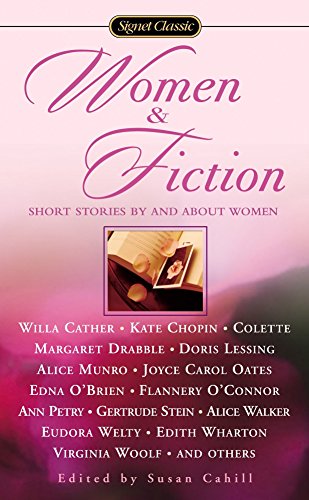 Signet Classic
Women
&
Fiction
SHORT STORIES BY AND ABOUT WOMEN
WILLA CATHER • KATE CHOPIN • COLETTE
MARGARET DRABBLE • DORIS LESSING
ALICE MUNRO • JOYCE CAROL OATES
EDNA O'BRIEN • FLANNERY O'CONNOR
ANN PETRY • GERTRUDE STEIN • ALICE WALKER
EUDORA WELTY • EDITH WHARTON
VIRGINIA WOOLF • AND OTHERS
Edited by Susan Cahill